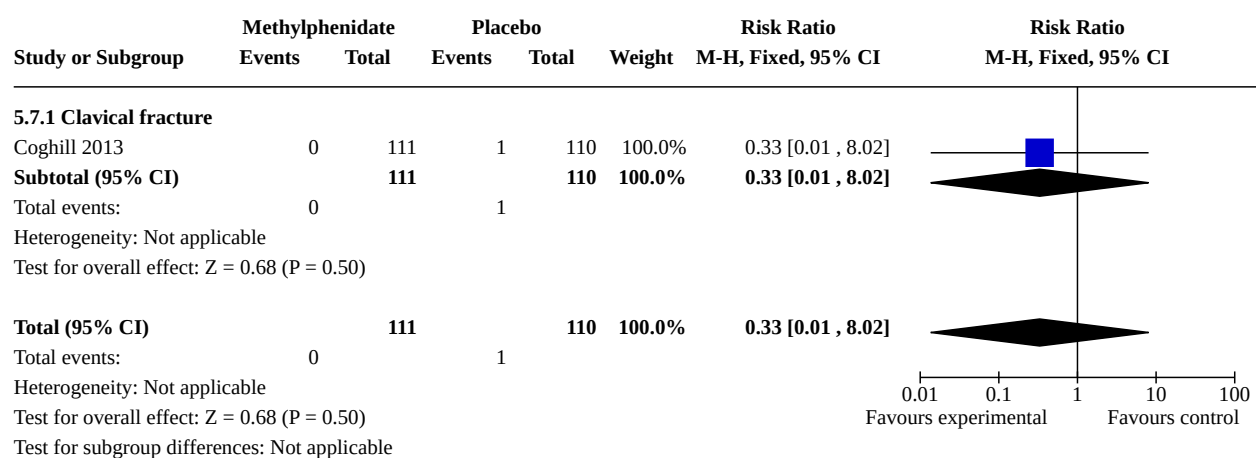 Methylphenidate Placebo Risk Ratio Risk Ratio
Study or Subgroup Events Total Events Total Weight M-H, Fixed, 95% CI M-H, Fixed, 95% CI
5.7.1 Clavical fracture
Coghill 2013 0 111 1 110 100.0% 0.33 [0.01 , 8.02]
Subtotal (95% CI) 111 110 100.0% 0.33 [0.01 , 8.02]
Total events: 0 1
Heterogeneity: Not applicable
Test for overall effect: Z = 0.68 (P = 0.50)
Total (95% CI) 111 110 100.0% 0.33 [0.01 , 8.02]
Total events: 0 1
Heterogeneity: Not applicable
0.01 0.1 1 10 100
Test for overall effect: Z = 0.68 (P = 0.50)
Favours experimental Favours control
Test for subgroup differences: Not applicable